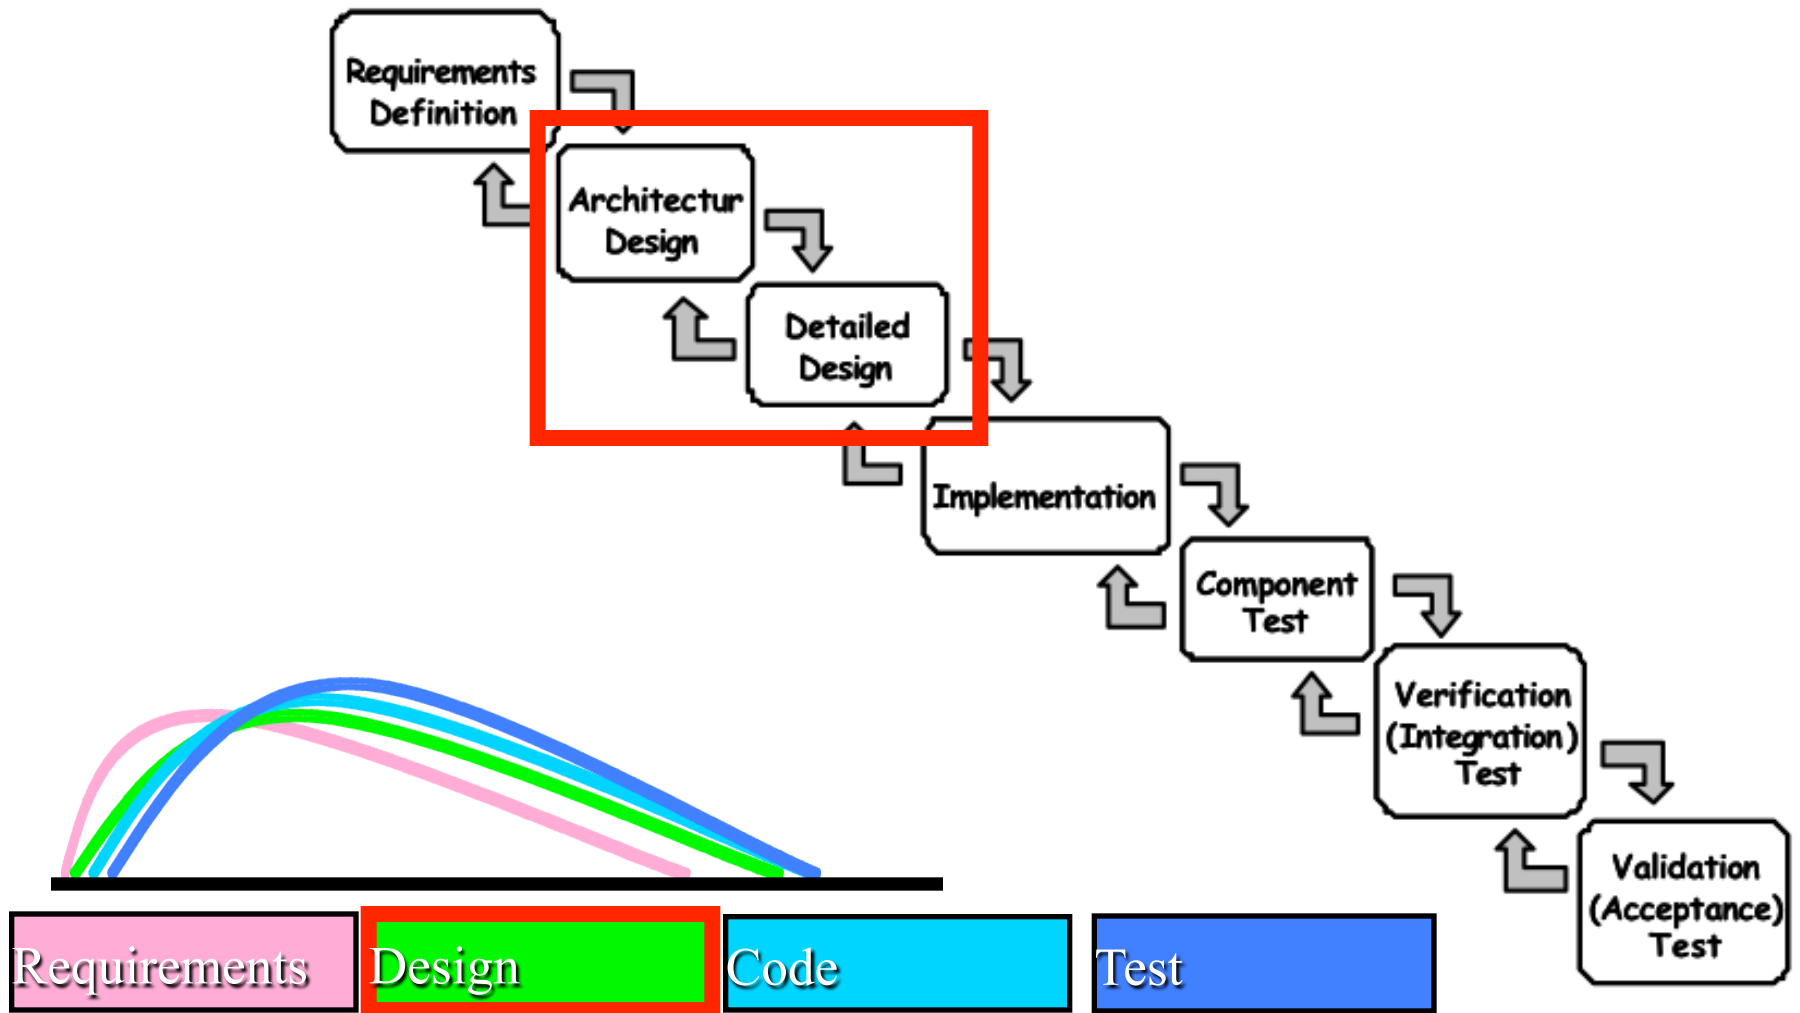 Requirements
Definition
Architectur
Design
Detailed
Design
Implementation
Component
Test
Verification
(Integration)
Test
Validation
(Acceptance)
Test
Requirements
Design
Code
Test